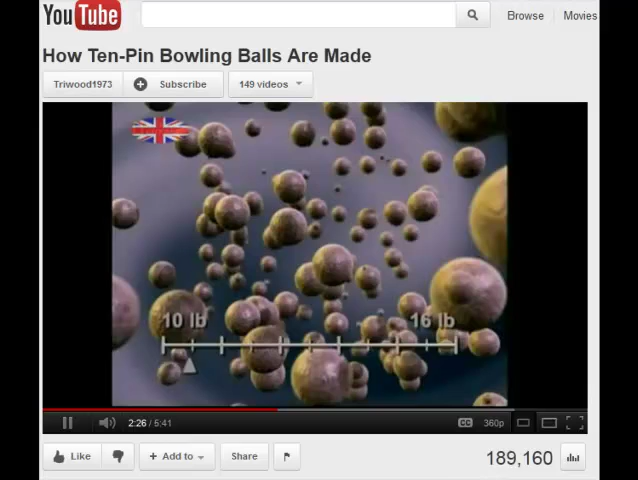 YouTube Browse Movies
How Ten-Pin Bowling Balls Are Made
Triwood1973 Subscribe 149 videos
10 lb 16 lb
2:26 / 5:41 CC 360p
Like Add to Share 189,160